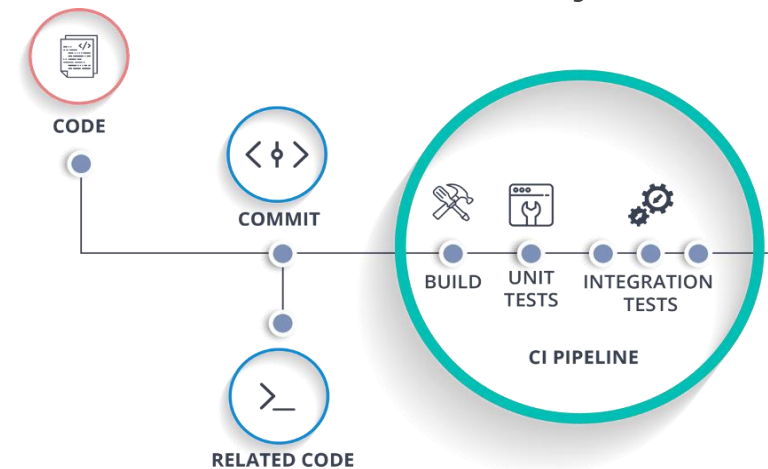 CODE
COMMIT
BUILD
UNIT
TESTS
INTEGRATION
TESTS
CI PIPELINE
RELATED CODE